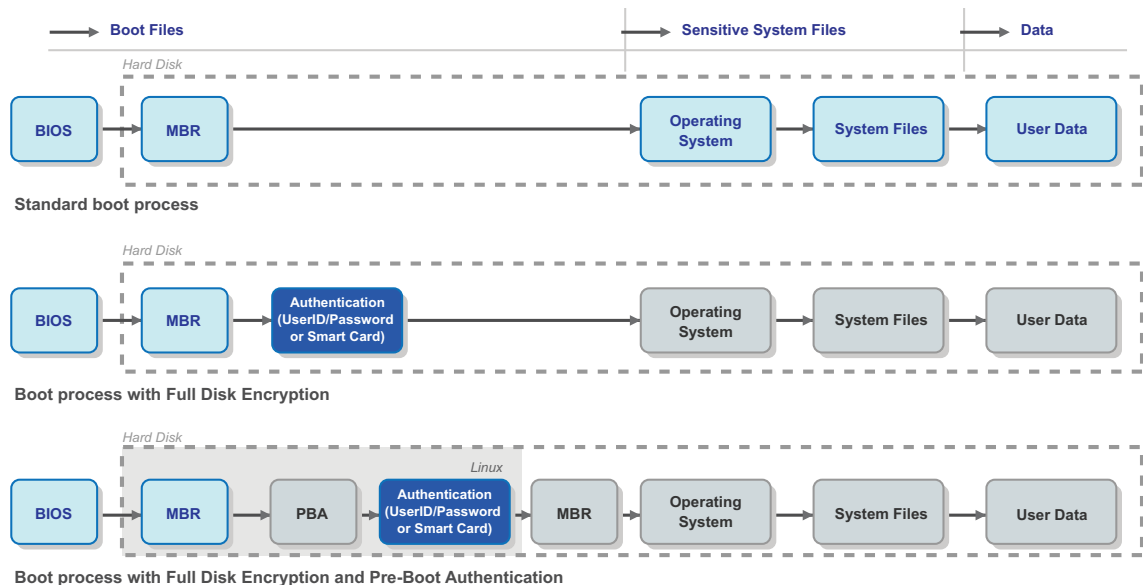 Boot Files
Sensitive System Files
Data
Hard Disk
BIOS
MBR
Operating
System
System Files
User Data
Standard boot process
Hard Disk
BIOS
MBR
Authentication
(UserID/Password
or Smart Card)
Operating
System
System Files
User Data
Boot process with Full Disk Encryption
Hard Disk
Linux
BIOS
MBR
PBA
Authentication
(UserID/Password
or Smart Card)
MBR
Operating
System
System Files
User Data
Boot process with Full Disk Encryption and Pre-Boot Authentication